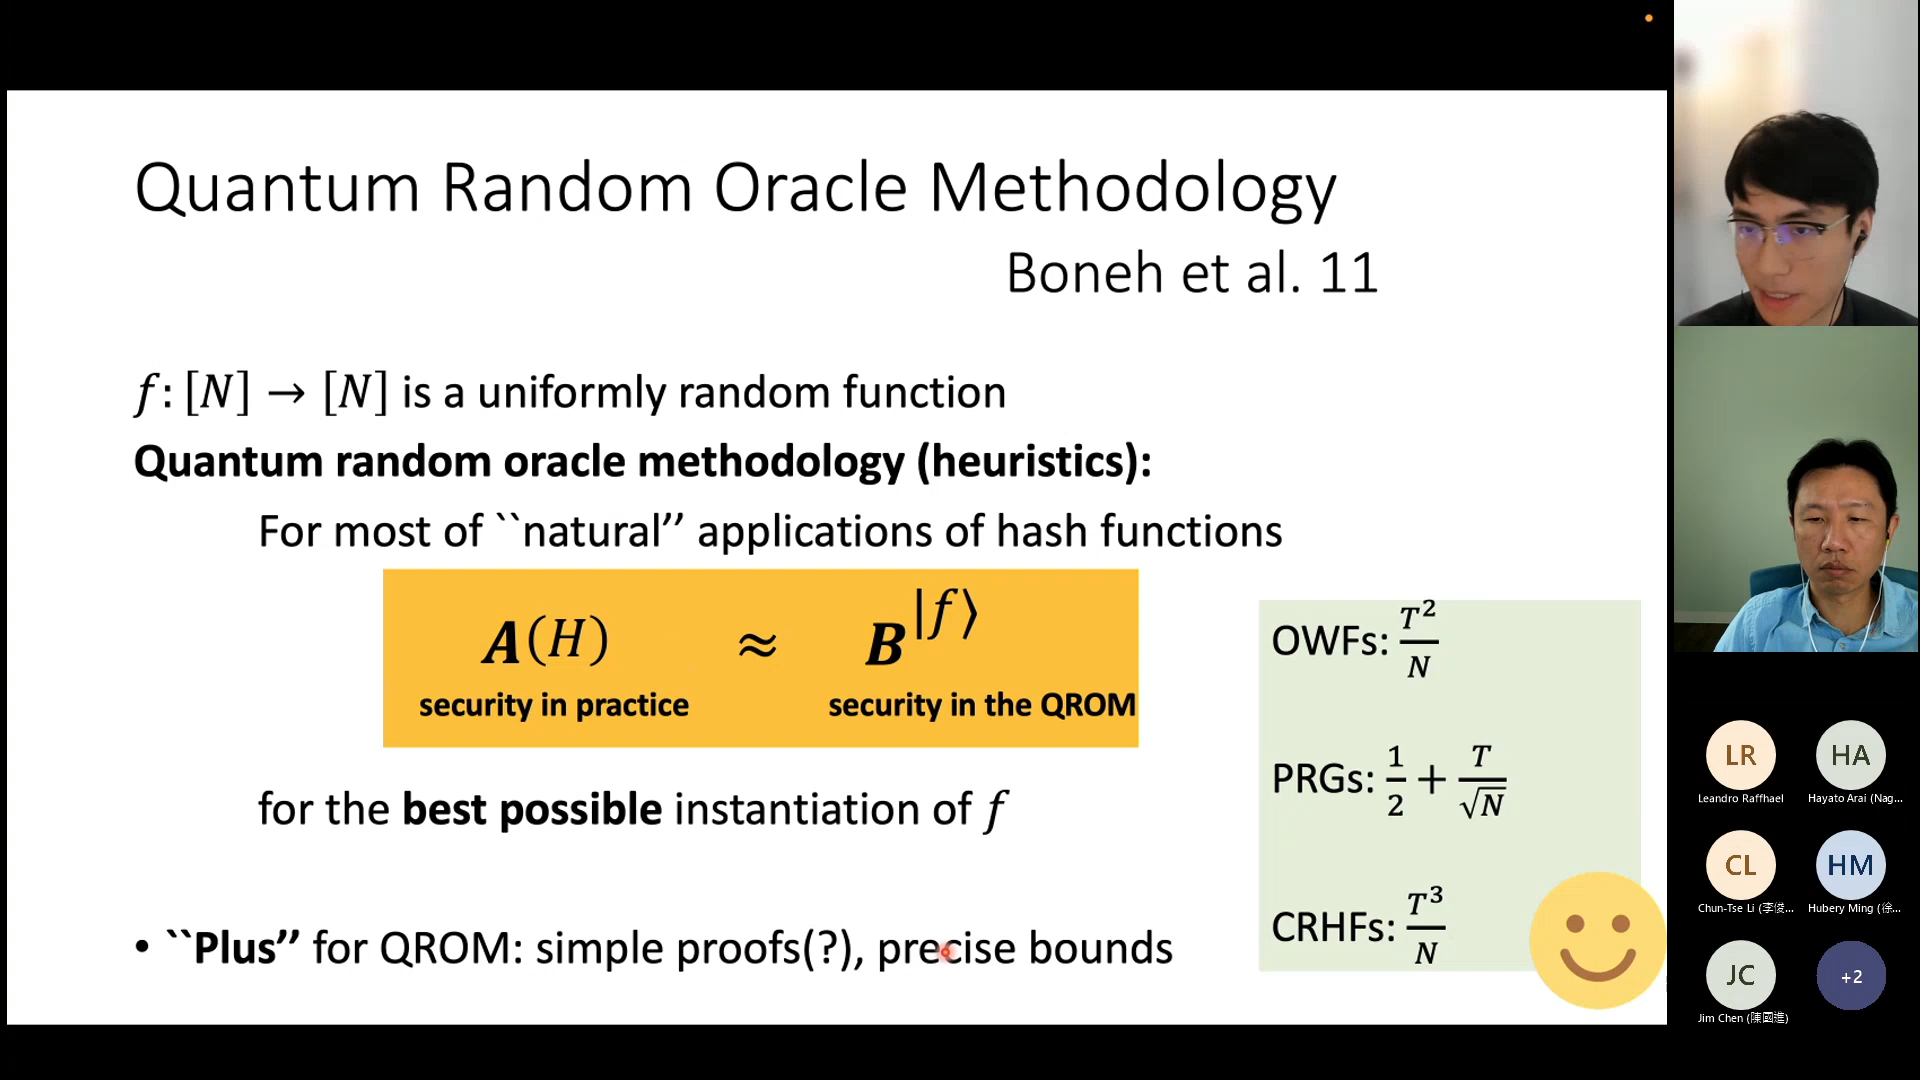 Quantum Random Oracle Methodology
Boneh et al. 11
f: [N] → [N] is a uniformly random function
Quantum random oracle methodology (heuristics):
For most of ``natural’’ applications of hash functions
A(H) ≈ B^|f⟩
security in practice security in the QROM
for the best possible instantiation of f
• ``Plus’’ for QROM: simple proofs(?), precise bounds
OWFs: T²/N
PRGs: 1/2 + T/√N
CRHFs: T³/N
LR HA
Leandro Raffhael Hayato Arai (Nag...
CL HM
Chun-Tse Li (李俊... Hubery Ming (徐...
JC +2
Jim Chen (陳國進)